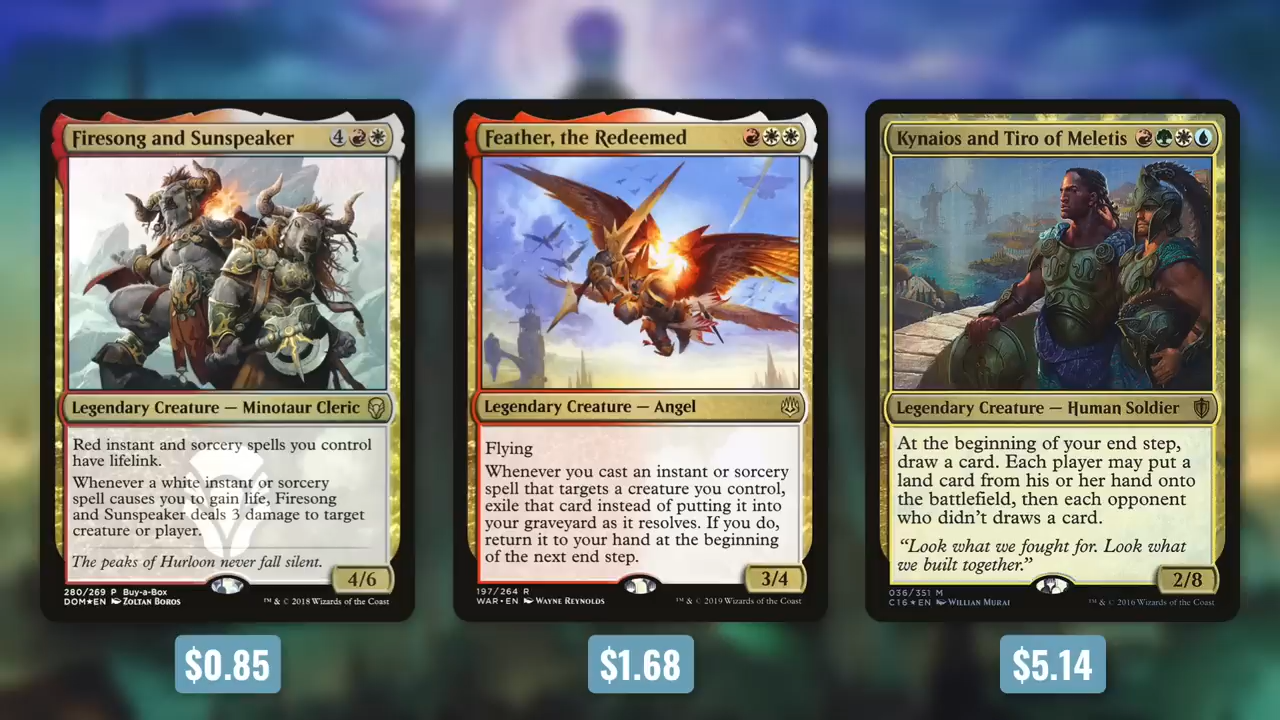 Firesong and Sunspeaker 4
Legendary Creature — Minotaur Cleric
Red instant and sorcery spells you control
have lifelink.
Whenever a white instant or sorcery
spell causes you to gain life, Firesong
and Sunspeaker deals 3 damage to target
creature or player.
The peaks of Hurloon never fall silent.
4/6
280/269 P Buy-a-Box
DOM★EN Zoltan Boros ™ & © 2018 Wizards of the Coast
$0.85
Feather, the Redeemed
Legendary Creature — Angel
Flying
Whenever you cast an instant or sorcery
spell that targets a creature you control,
exile that card instead of putting it into
your graveyard as it resolves. If you do,
return it to your hand at the beginning
of the next end step.
3/4
197/264 R
WAR • EN Wayne Reynolds ™ & © 2019 Wizards of the Coast
$1.68
Kynaios and Tiro of Meletis
Legendary Creature — Human Soldier
At the beginning of your end step,
draw a card. Each player may put a
land card from his or her hand onto
the battlefield, then each opponent
who didn't draws a card.
"Look what we fought for. Look what
we built together."
2/8
036/351 M
C16★EN Willian Murai ™ & © 2016 Wizards of the Coast
$5.14